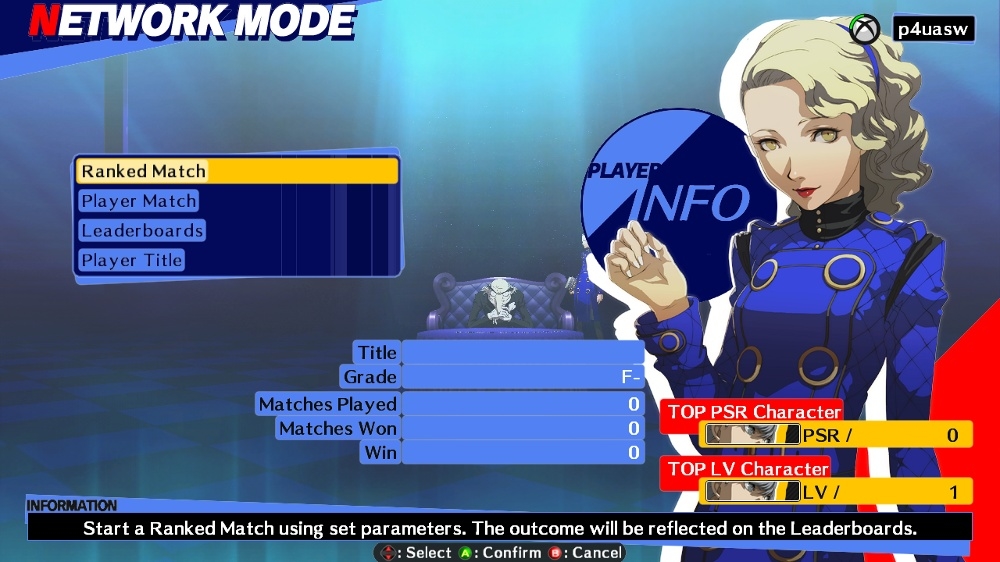 NETWORK MODE
p4uasw
Ranked Match
Player Match
Leaderboards
Player Title
PLAYER
INFO
Title
Grade F-
Matches Played 0
Matches Won 0
Win 0
TOP PSR Character
PSR / 0
TOP LV Character
LV / 1
INFORMATION
Start a Ranked Match using set parameters. The outcome will be reflected on the Leaderboards.
: Select A : Confirm B : Cancel